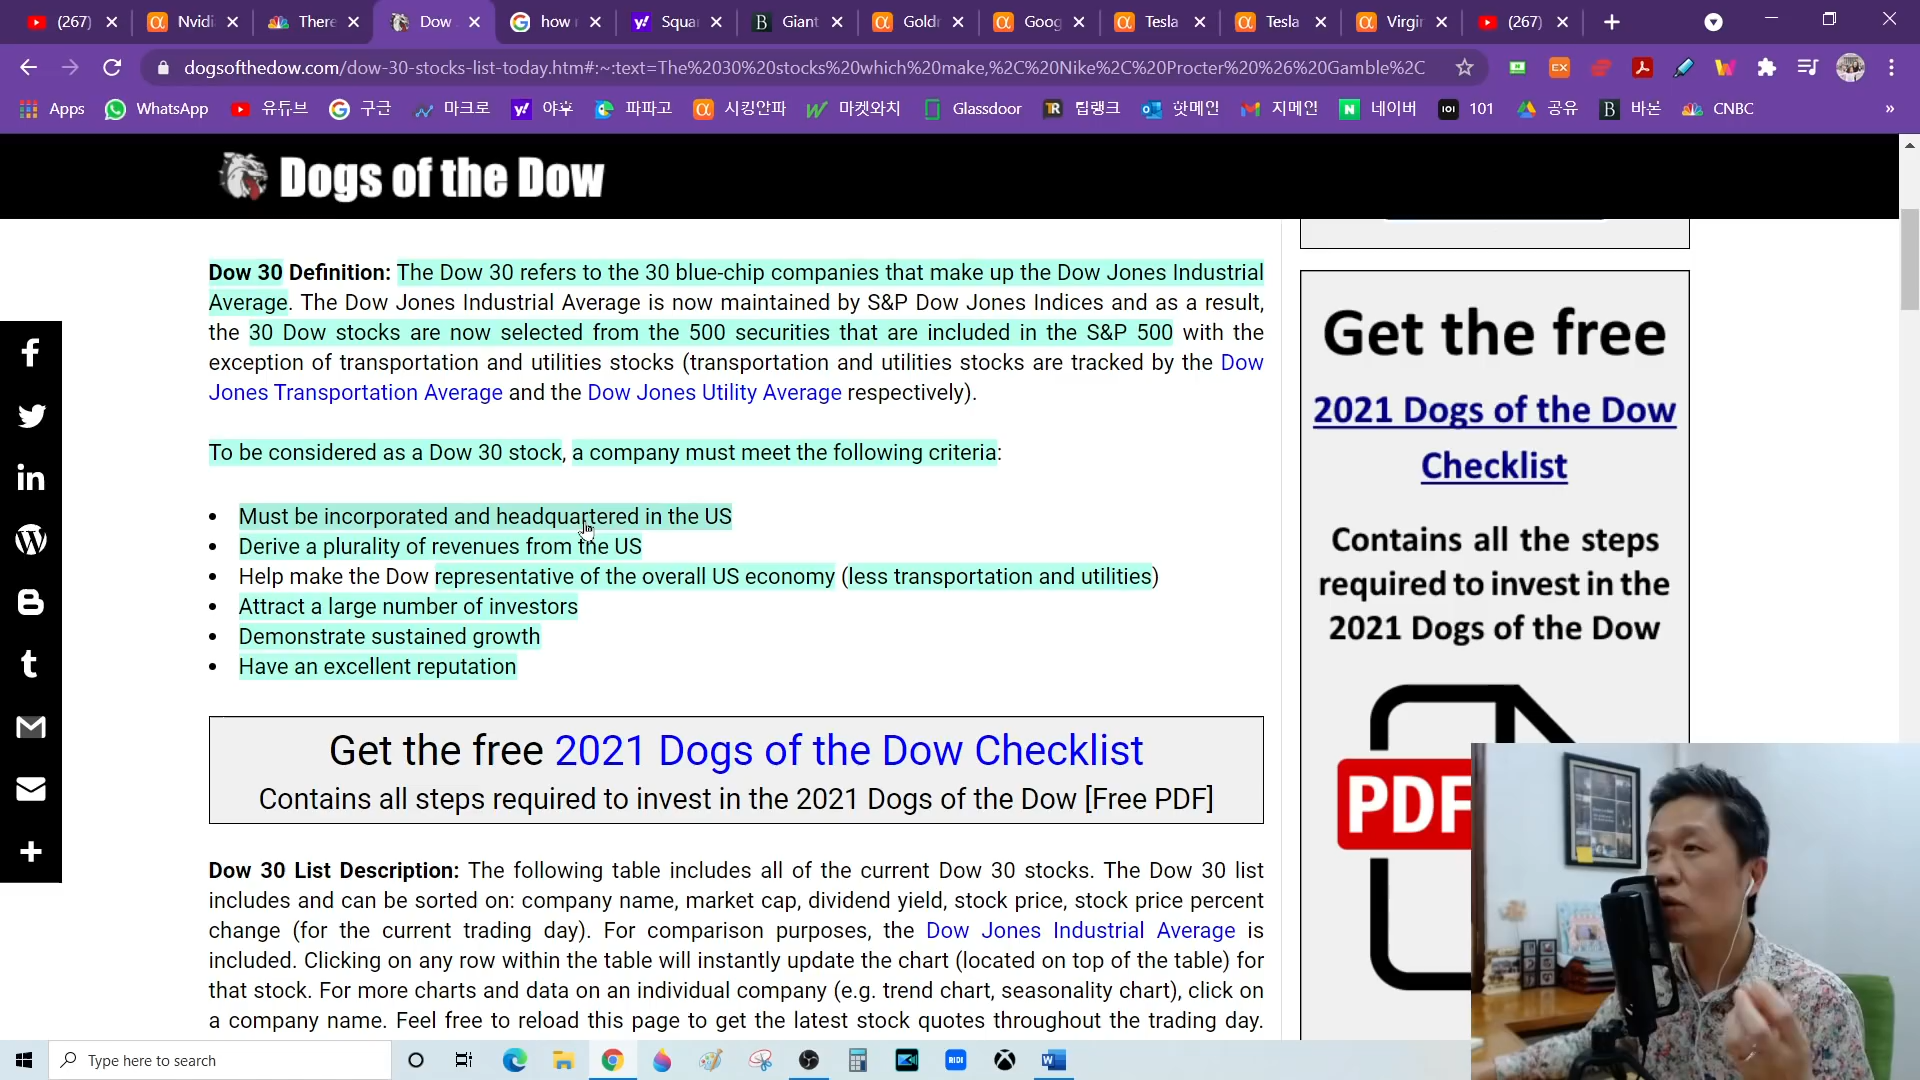 (267)
Nvidi
There
Dow
how
Squa
Giant
Goldr
Goog
Tesla
Tesla
Virgir
(267)
dogsofthedow.com/dow-30-stocks-list-today.htm#:~:text=The%2030%20stocks%20which%20make,%2C%20Nike%2C%20Procter%20%26%20Gamble%2C
EX
Apps
WhatsApp
유튜브
구글
마크로
야후
파파고
시킹안파
마켓와치
Glassdoor
팁랭크
핫메인
지메인
네이버
101
공유
바론
CNBC
Dogs of the Dow
Dow 30 Definition: The Dow 30 refers to the 30 blue-chip companies that make up the Dow Jones Industrial
Average. The Dow Jones Industrial Average is now maintained by S&P Dow Jones Indices and as a result,
the 30 Dow stocks are now selected from the 500 securities that are included in the S&P 500 with the
exception of transportation and utilities stocks (transportation and utilities stocks are tracked by the Dow
Jones Transportation Average and the Dow Jones Utility Average respectively).
To be considered as a Dow 30 stock, a company must meet the following criteria:
• Must be incorporated and headquartered in the US
• Derive a plurality of revenues from the US
• Help make the Dow representative of the overall US economy (less transportation and utilities)
• Attract a large number of investors
• Demonstrate sustained growth
• Have an excellent reputation
Get the free 2021 Dogs of the Dow Checklist
Contains all steps required to invest in the 2021 Dogs of the Dow [Free PDF]
Dow 30 List Description: The following table includes all of the current Dow 30 stocks. The Dow 30 list
includes and can be sorted on: company name, market cap, dividend yield, stock price, stock price percent
change (for the current trading day). For comparison purposes, the Dow Jones Industrial Average is
included. Clicking on any row within the table will instantly update the chart (located on top of the table) for
that stock. For more charts and data on an individual company (e.g. trend chart, seasonality chart), click on
a company name. Feel free to reload this page to get the latest stock quotes throughout the trading day.
Get the free
2021 Dogs of the Dow
Checklist
Contains all the steps
required to invest in the
2021 Dogs of the Dow
PDF
Type here to search
RIDI